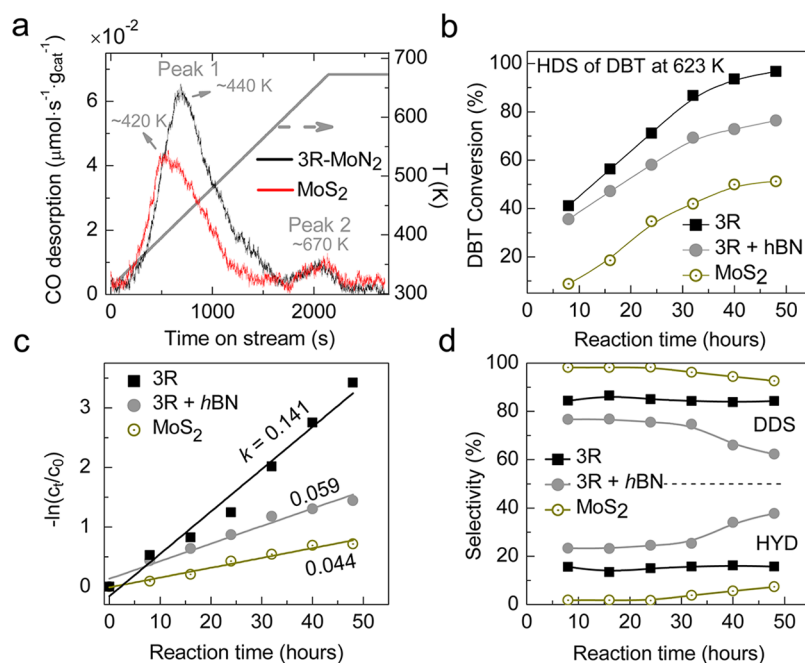 a
×10⁻²
CO desorption (μmol·s⁻¹·g_cat⁻¹)
6
4
2
0
Peak 1
~440 K
~420 K
3R-MoN₂
MoS₂
Peak 2
~670 K
700
600
500
400
300
T (K)
0
1000
2000
Time on stream (s)
b
HDS of DBT at 623 K
DBT Conversion (%)
100
80
60
40
20
3R
3R + hBN
MoS₂
0 10 20 30 40 50
Reaction time (hours)
c
3R
3R + hBN
MoS₂
-ln(cₜ/c₀)
3
2
1
0
k = 0.141
0.059
0.044
0 10 20 30 40 50
Reaction time (hours)
d
Selectivity (%)
100
80
60
40
20
0
DDS
3R
3R + hBN
MoS₂
HYD
0 10 20 30 40 50
Reaction time (hours)